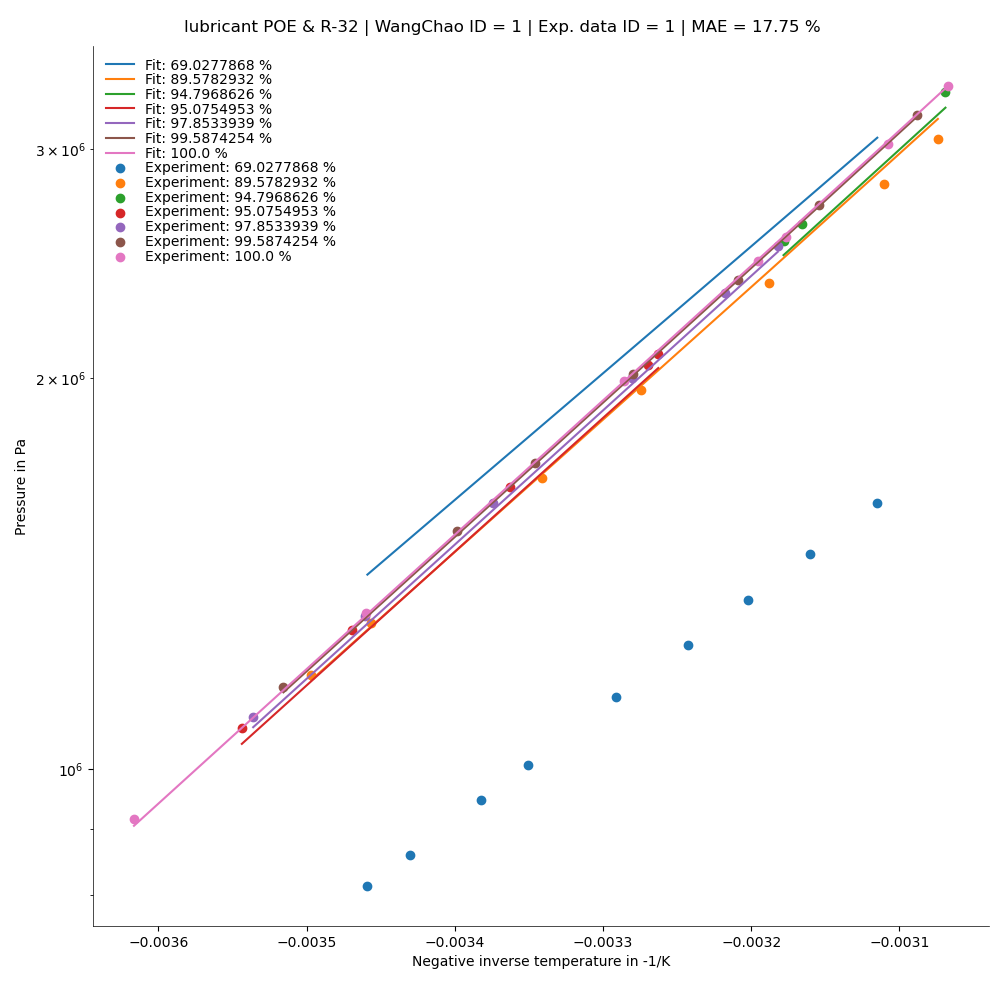 lubricant POE & R-32 | WangChao ID = 1 | Exp. data ID = 1 | MAE = 17.75 %
Fit: 69.0277868 %
Fit: 89.5782932 %
Fit: 94.7968626 %
Fit: 95.0754953 %
Fit: 97.8533939 %
Fit: 99.5874254 %
Fit: 100.0 %
Experiment: 69.0277868 %
Experiment: 89.5782932 %
Experiment: 94.7968626 %
Experiment: 95.0754953 %
Experiment: 97.8533939 %
Experiment: 99.5874254 %
Experiment: 100.0 %
3 × 10⁶
2 × 10⁶
10⁶
Pressure in Pa
−0.0036
−0.0035
−0.0034
−0.0033
−0.0032
−0.0031
Negative inverse temperature in -1/K